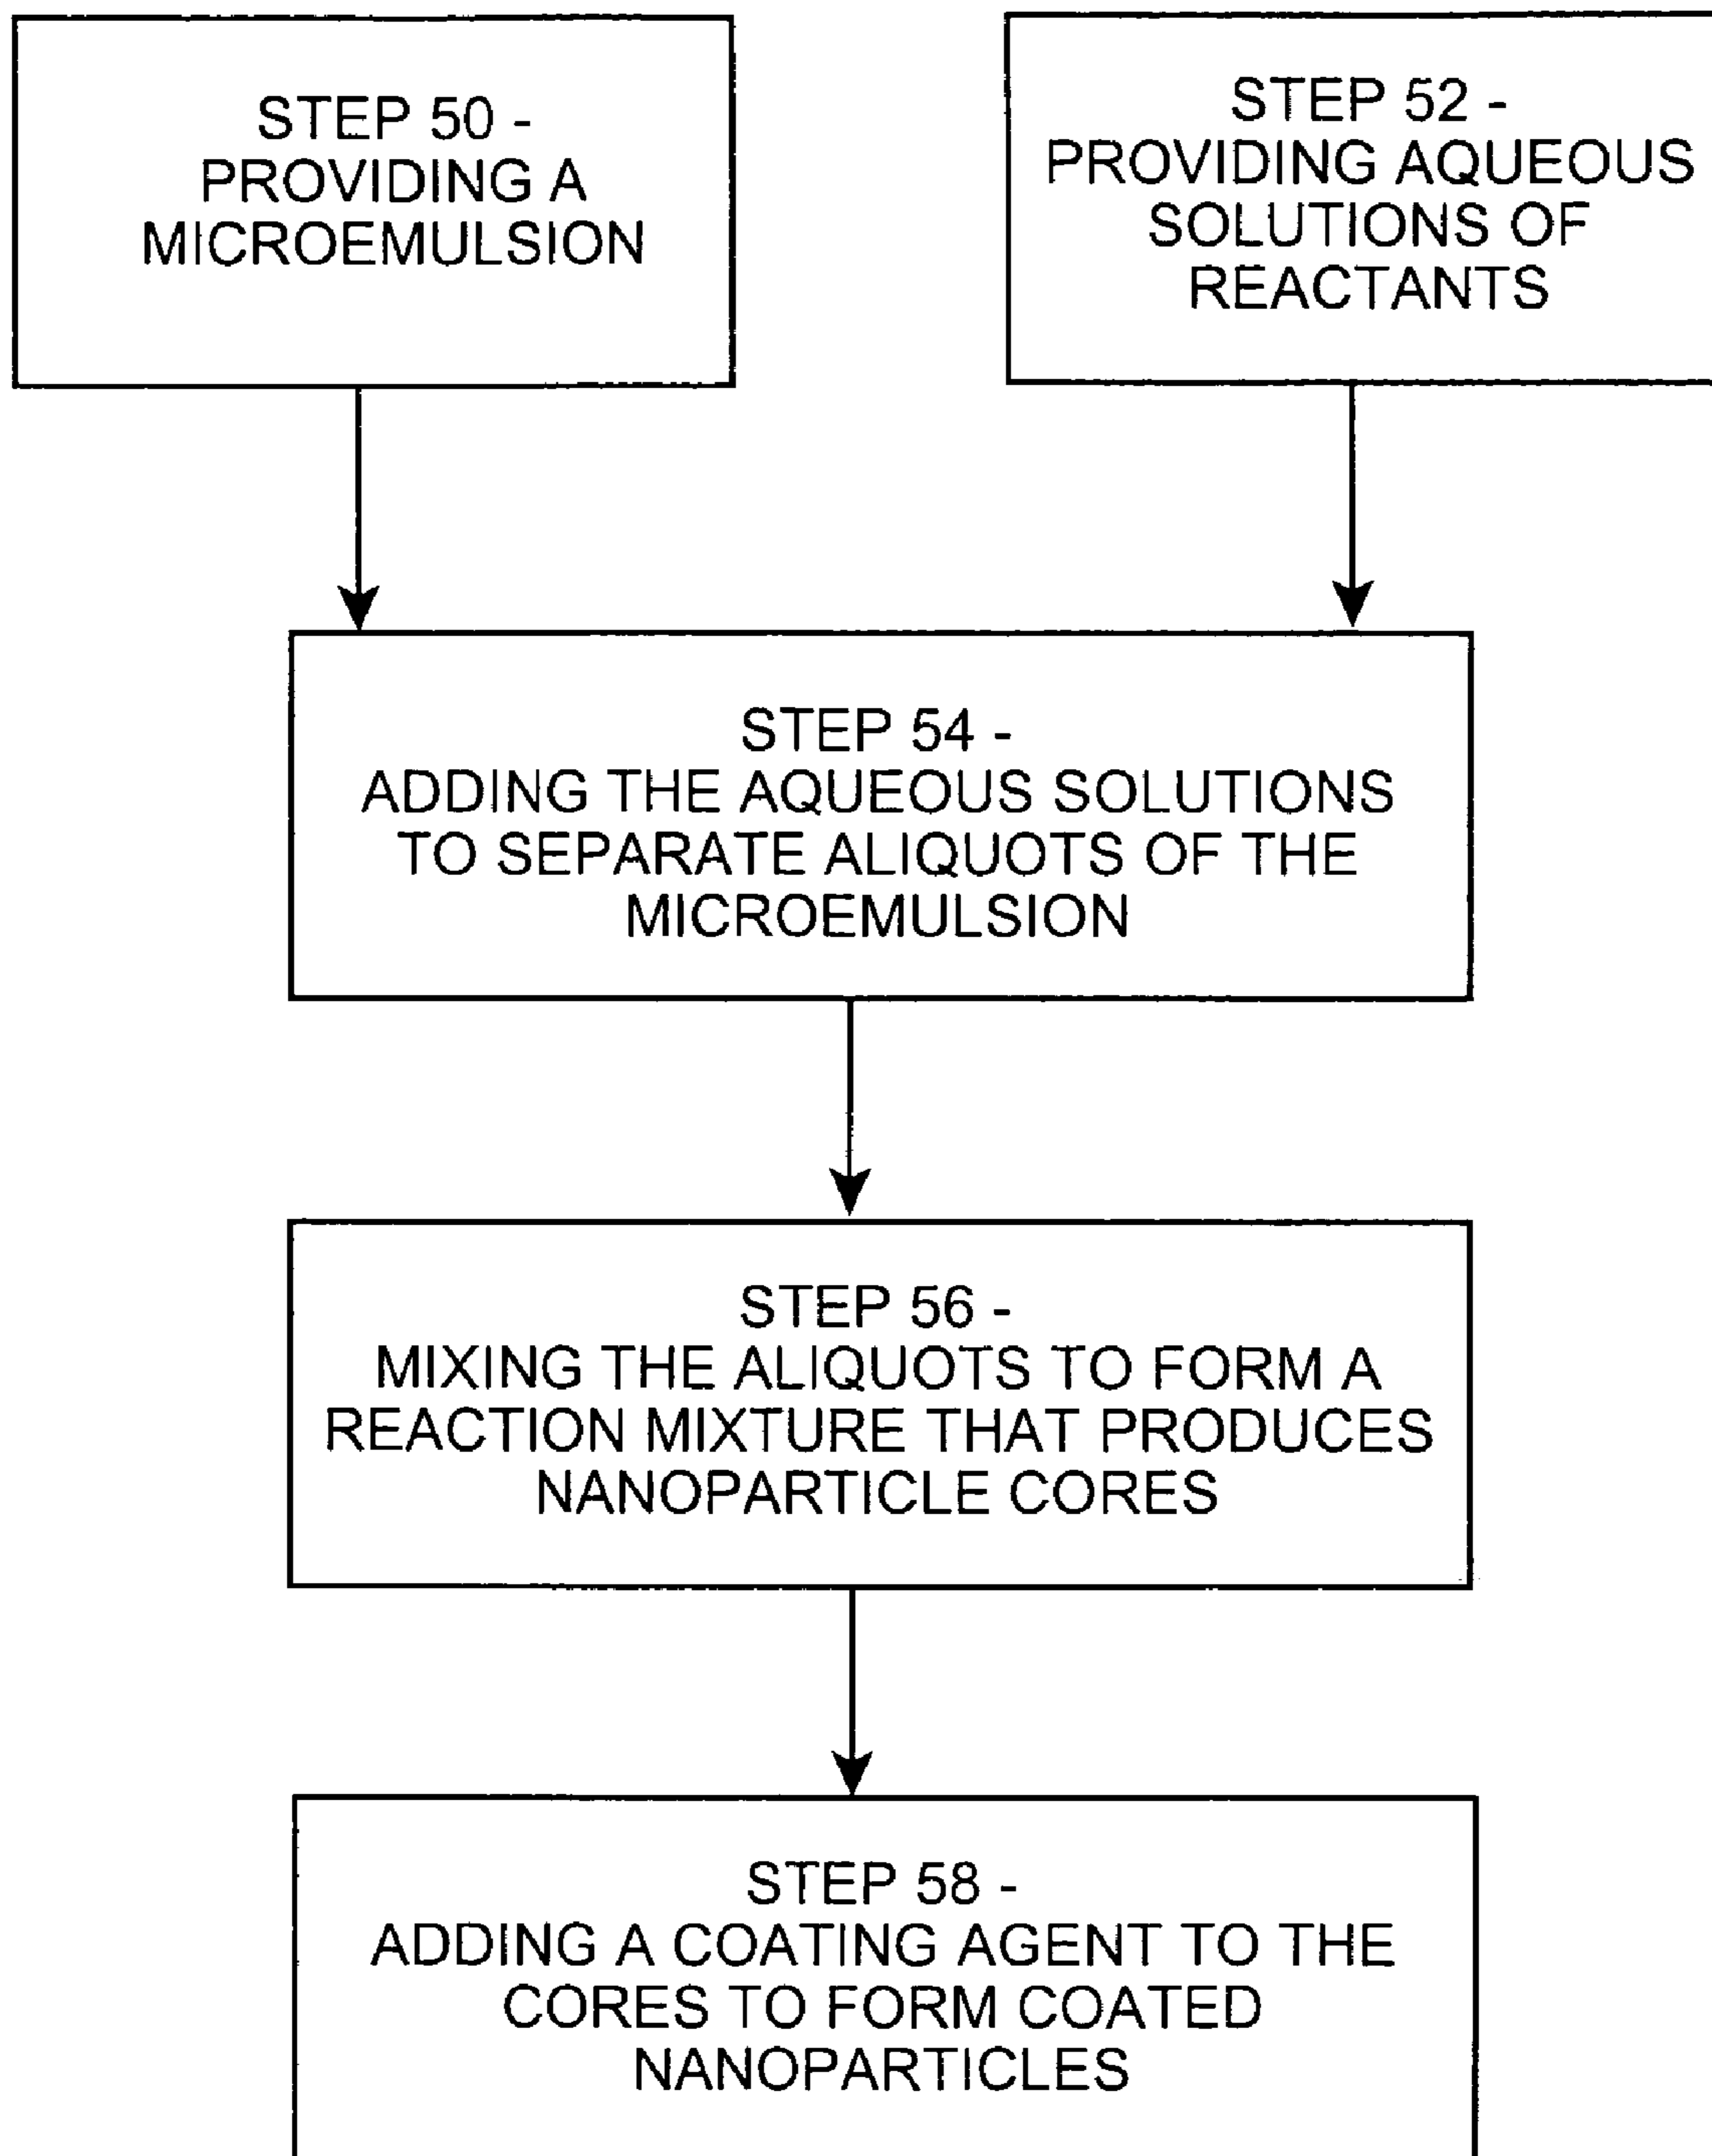 STEP 50 -
PROVIDING A
MICROEMULSION
STEP 52 -
PROVIDING AQUEOUS
SOLUTIONS OF
REACTANTS
STEP 54 -
ADDING THE AQUEOUS SOLUTIONS
TO SEPARATE ALIQUOTS OF THE
MICROEMULSION
STEP 56 -
MIXING THE ALIQUOTS TO FORM A
REACTION MIXTURE THAT PRODUCES
NANOPARTICLE CORES
STEP 58 -
ADDING A COATING AGENT TO THE
CORES TO FORM COATED
NANOPARTICLES